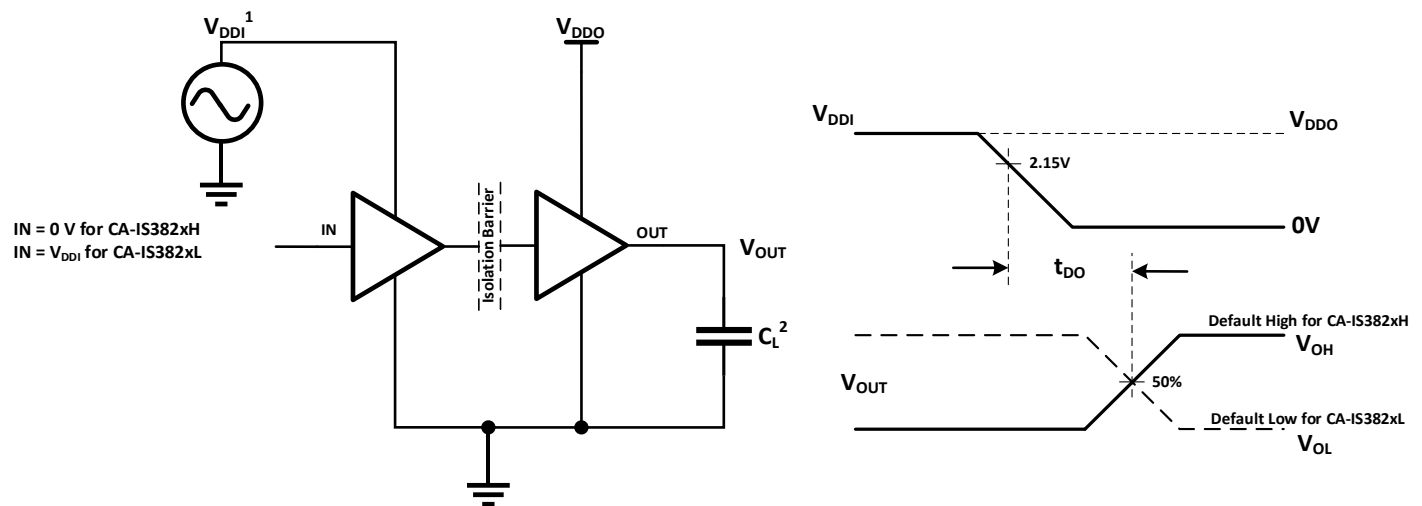 V_DDI^1
V_DDO
IN = 0 V for CA-IS382xH
IN = V_DDI for CA-IS382xL
IN
Isolation Barrier
OUT
V_OUT
C_L^2
V_DDI
V_DDO
2.15V
0V
t_DO
Default High for CA-IS382xH
V_OH
V_OUT
50%
Default Low for CA-IS382xL
V_OL